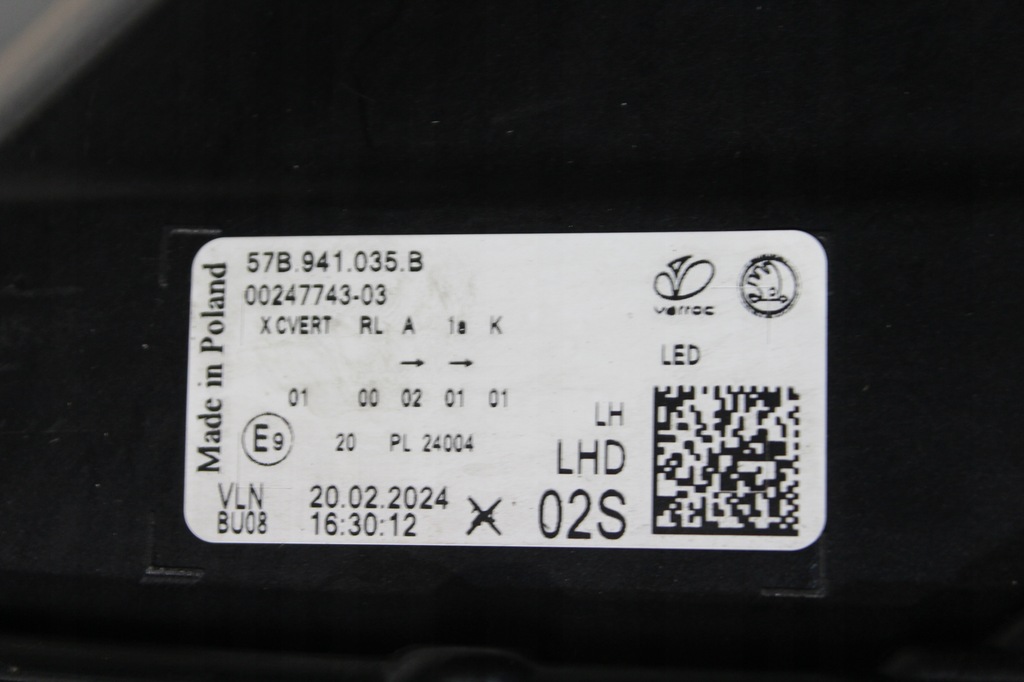 Made in Poland
57B.941.035.B
00247743-03
X CVERT RL A 1a K
→ →
01 00 02 01 01
E9 20 PL 24004
VLN 20.02.2024
BU08 16:30:12
varroc
LED
LH
LHD
02S